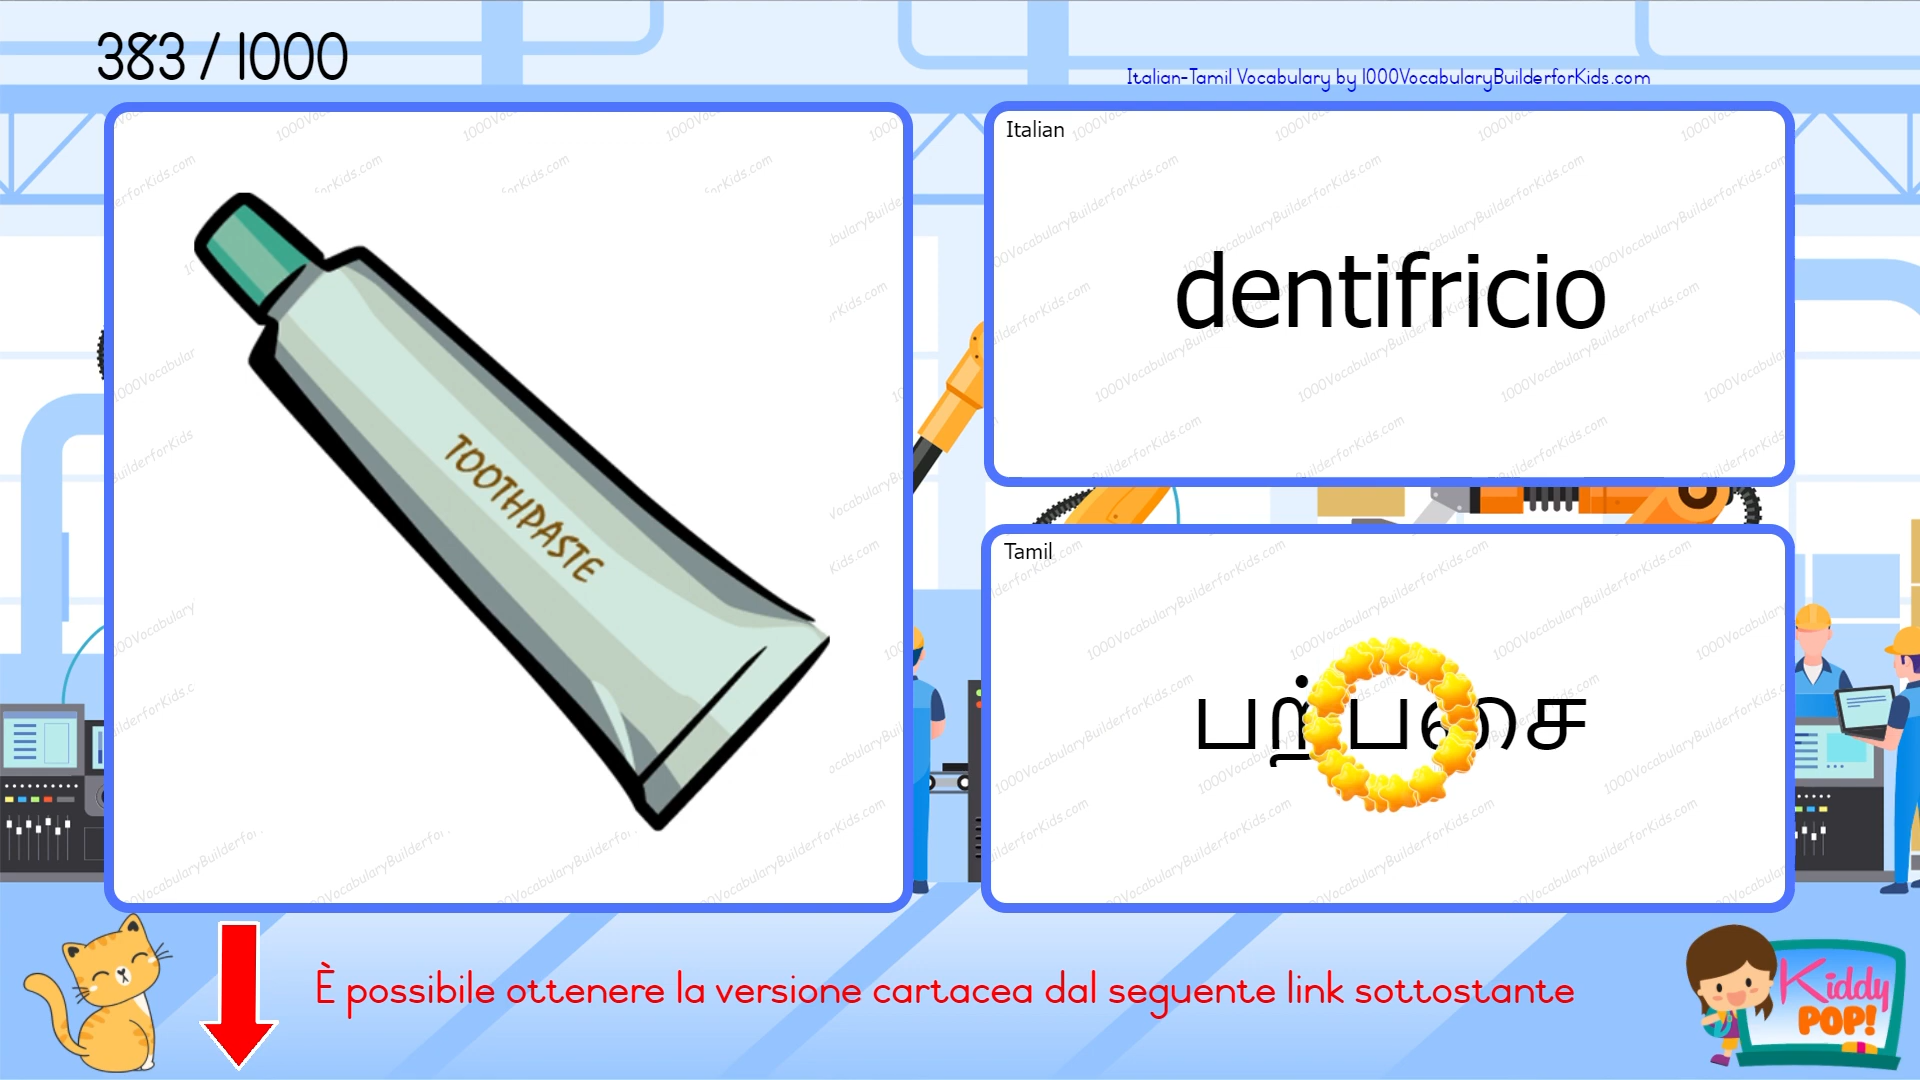 383 / 1000
Italian-Tamil Vocabulary by 1000VocabularyBuilderforKids.com
Italian
dentifricio
TOOTHPASTE
Tamil
பற்பசை
È possibile ottenere la versione cartacea dal seguente link sottostante
Kiddy
POP!